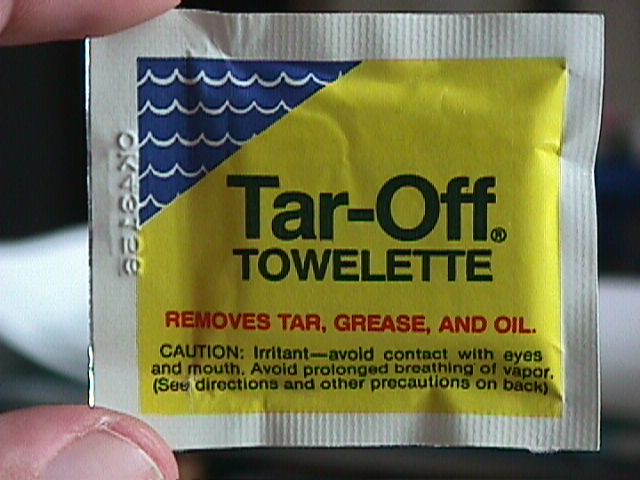 Tar-Off®
TOWELETTE
REMOVES TAR, GREASE, AND OIL.
CAUTION: Irritant—avoid contact with eyes
and mouth. Avoid prolonged breathing of vapor.
(See directions and other precautions on back)